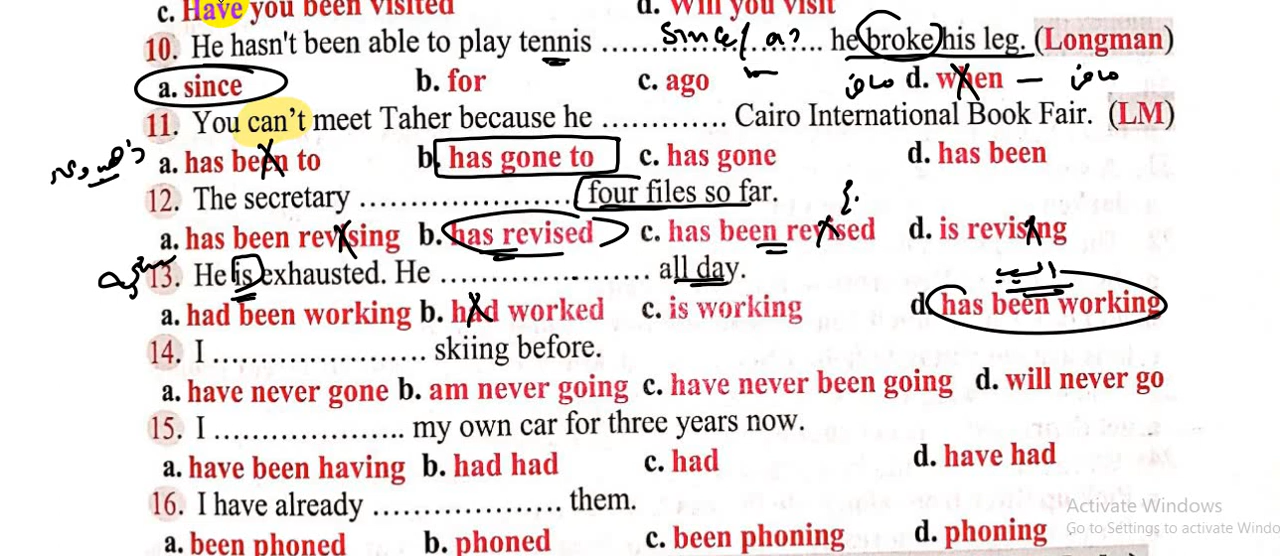 c. Have you been visited d. Will you visit
10. He hasn't been able to play tennis .......since/as?....... he broke his leg. (Longman)
a. since b. for c. ago d. when
11. You can't meet Taher because he ............. Cairo International Book Fair. (LM)
a. has been to b. has gone to c. has gone d. has been
12. The secretary ...................... four files so far.
a. has been revising b. has revised c. has been revised d. is revising
13. He is exhausted. He ...................... all day.
السبب
a. had been working b. had worked c. is working d. has been working
14. I ...................... skiing before.
a. have never gone b. am never going c. have never been going d. will never go
15. I .................... my own car for three years now.
a. have been having b. had had c. had d. have had
16. I have already .................... them.
Activate Windows
Go to Settings to activate Windo
a. been phoned b. phoned c. been phoning d. phoning